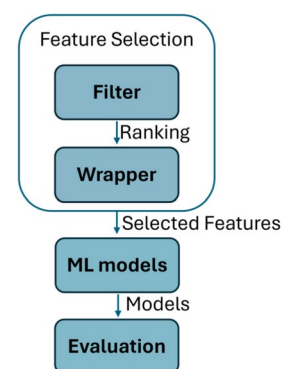 Feature Selection
Filter
Ranking
Wrapper
Selected Features
ML models
Models
Evaluation